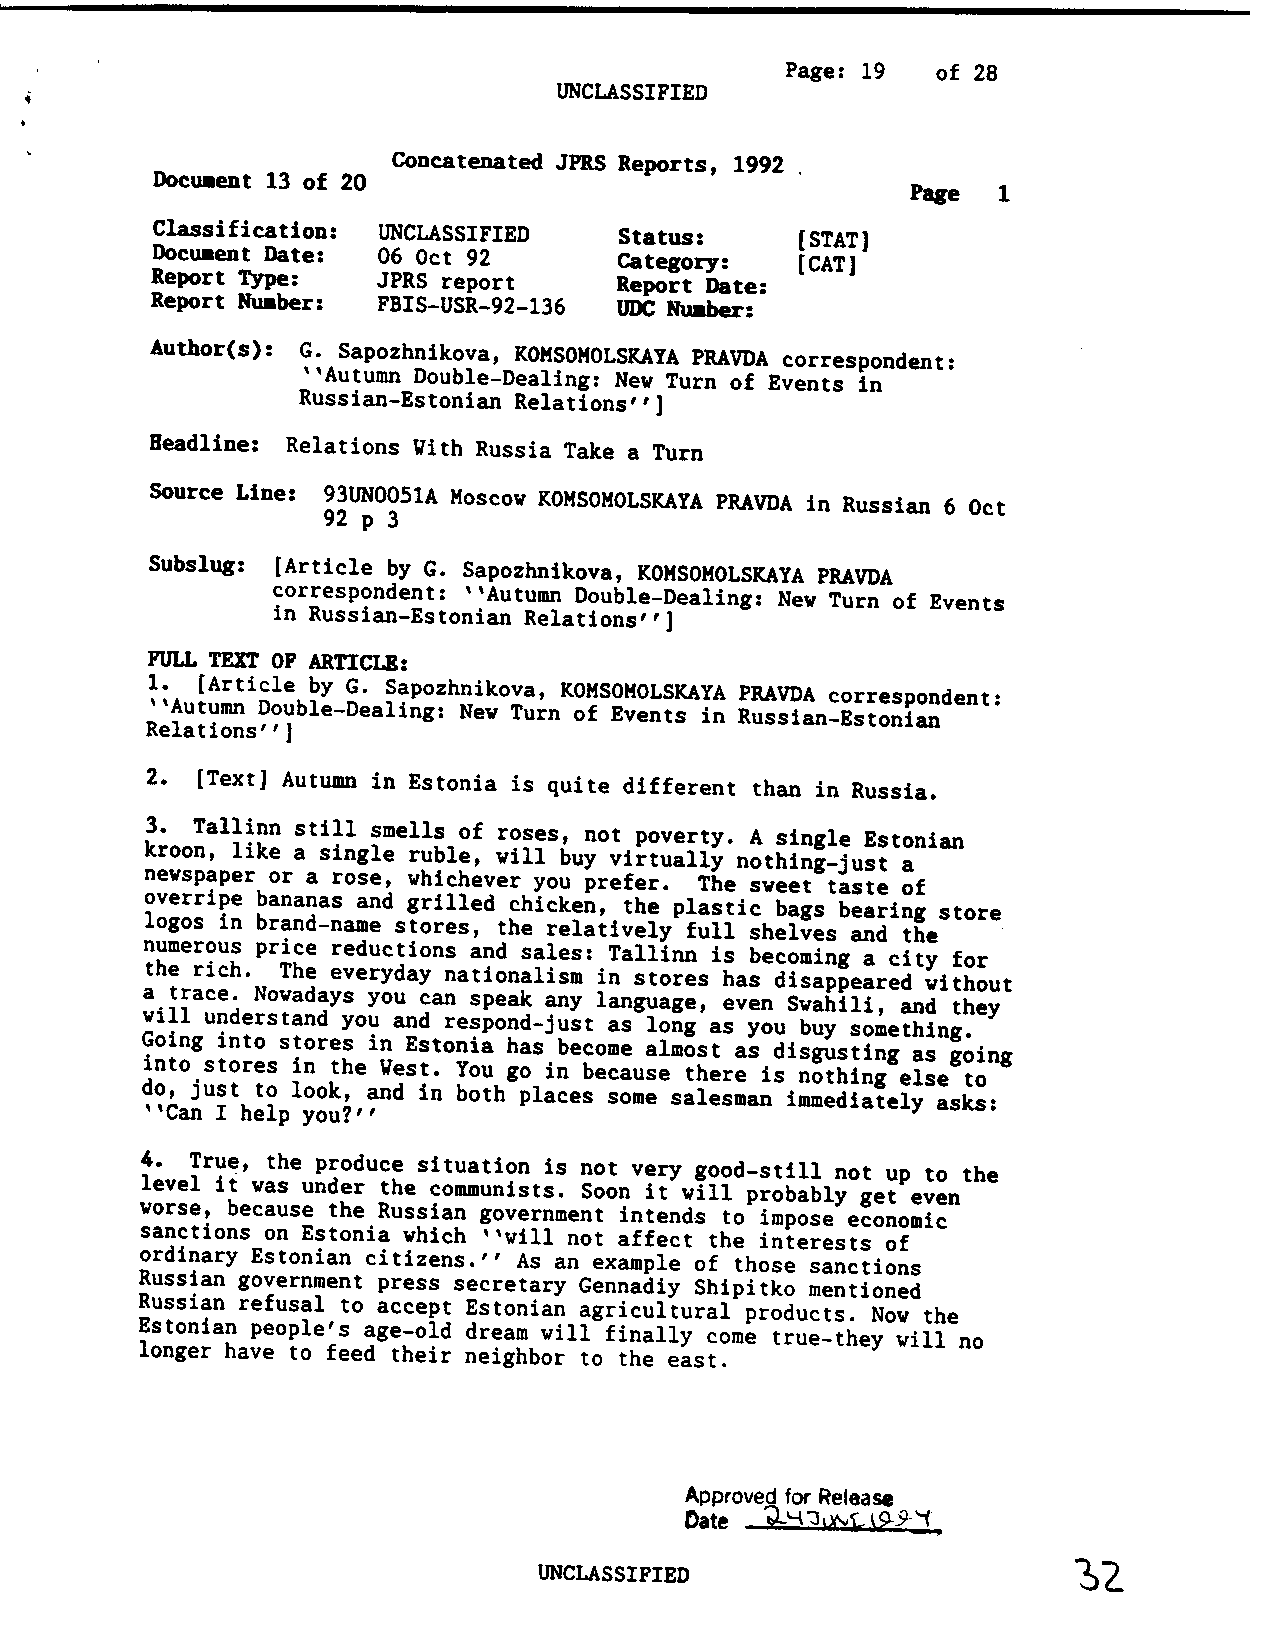 Page: 19 of 28
UNCLASSIFIED
Concatenated JPRS Reports, 1992
Document 13 of 20
Page 1
Classification: UNCLASSIFIED Status: [STAT]
Document Date: 06 Oct 92 Category: [CAT]
Report Type: JPRS report Report Date:
Report Number: FBIS-USR-92-136 UDC Number:
Author(s): G. Sapozhnikova, KOMSOMOLSKAYA PRAVDA correspondent:
‘‘Autumn Double-Dealing: New Turn of Events in
Russian-Estonian Relations’’]
Headline: Relations With Russia Take a Turn
Source Line: 93UN0051A Moscow KOMSOMOLSKAYA PRAVDA in Russian 6 Oct
92 p 3
Subslug: [Article by G. Sapozhnikova, KOMSOMOLSKAYA PRAVDA
correspondent: ‘‘Autumn Double-Dealing: New Turn of Events
in Russian-Estonian Relations’’]
FULL TEXT OF ARTICLE:
1. [Article by G. Sapozhnikova, KOMSOMOLSKAYA PRAVDA correspondent:
‘‘Autumn Double-Dealing: New Turn of Events in Russian-Estonian
Relations’’]
2. [Text] Autumn in Estonia is quite different than in Russia.
3. Tallinn still smells of roses, not poverty. A single Estonian
kroon, like a single ruble, will buy virtually nothing-just a
newspaper or a rose, whichever you prefer. The sweet taste of
overripe bananas and grilled chicken, the plastic bags bearing store
logos in brand-name stores, the relatively full shelves and the
numerous price reductions and sales: Tallinn is becoming a city for
the rich. The everyday nationalism in stores has disappeared without
a trace. Nowadays you can speak any language, even Swahili, and they
will understand you and respond-just as long as you buy something.
Going into stores in Estonia has become almost as disgusting as going
into stores in the West. You go in because there is nothing else to
do, just to look, and in both places some salesman immediately asks:
‘‘Can I help you?’’
4. True, the produce situation is not very good-still not up to the
level it was under the communists. Soon it will probably get even
worse, because the Russian government intends to impose economic
sanctions on Estonia which ‘‘will not affect the interests of
ordinary Estonian citizens.’’ As an example of those sanctions
Russian government press secretary Gennadiy Shipitko mentioned
Russian refusal to accept Estonian agricultural products. Now the
Estonian people’s age-old dream will finally come true-they will no
longer have to feed their neighbor to the east.
Approved for Release
Date 24 JUNE 1994
UNCLASSIFIED
32